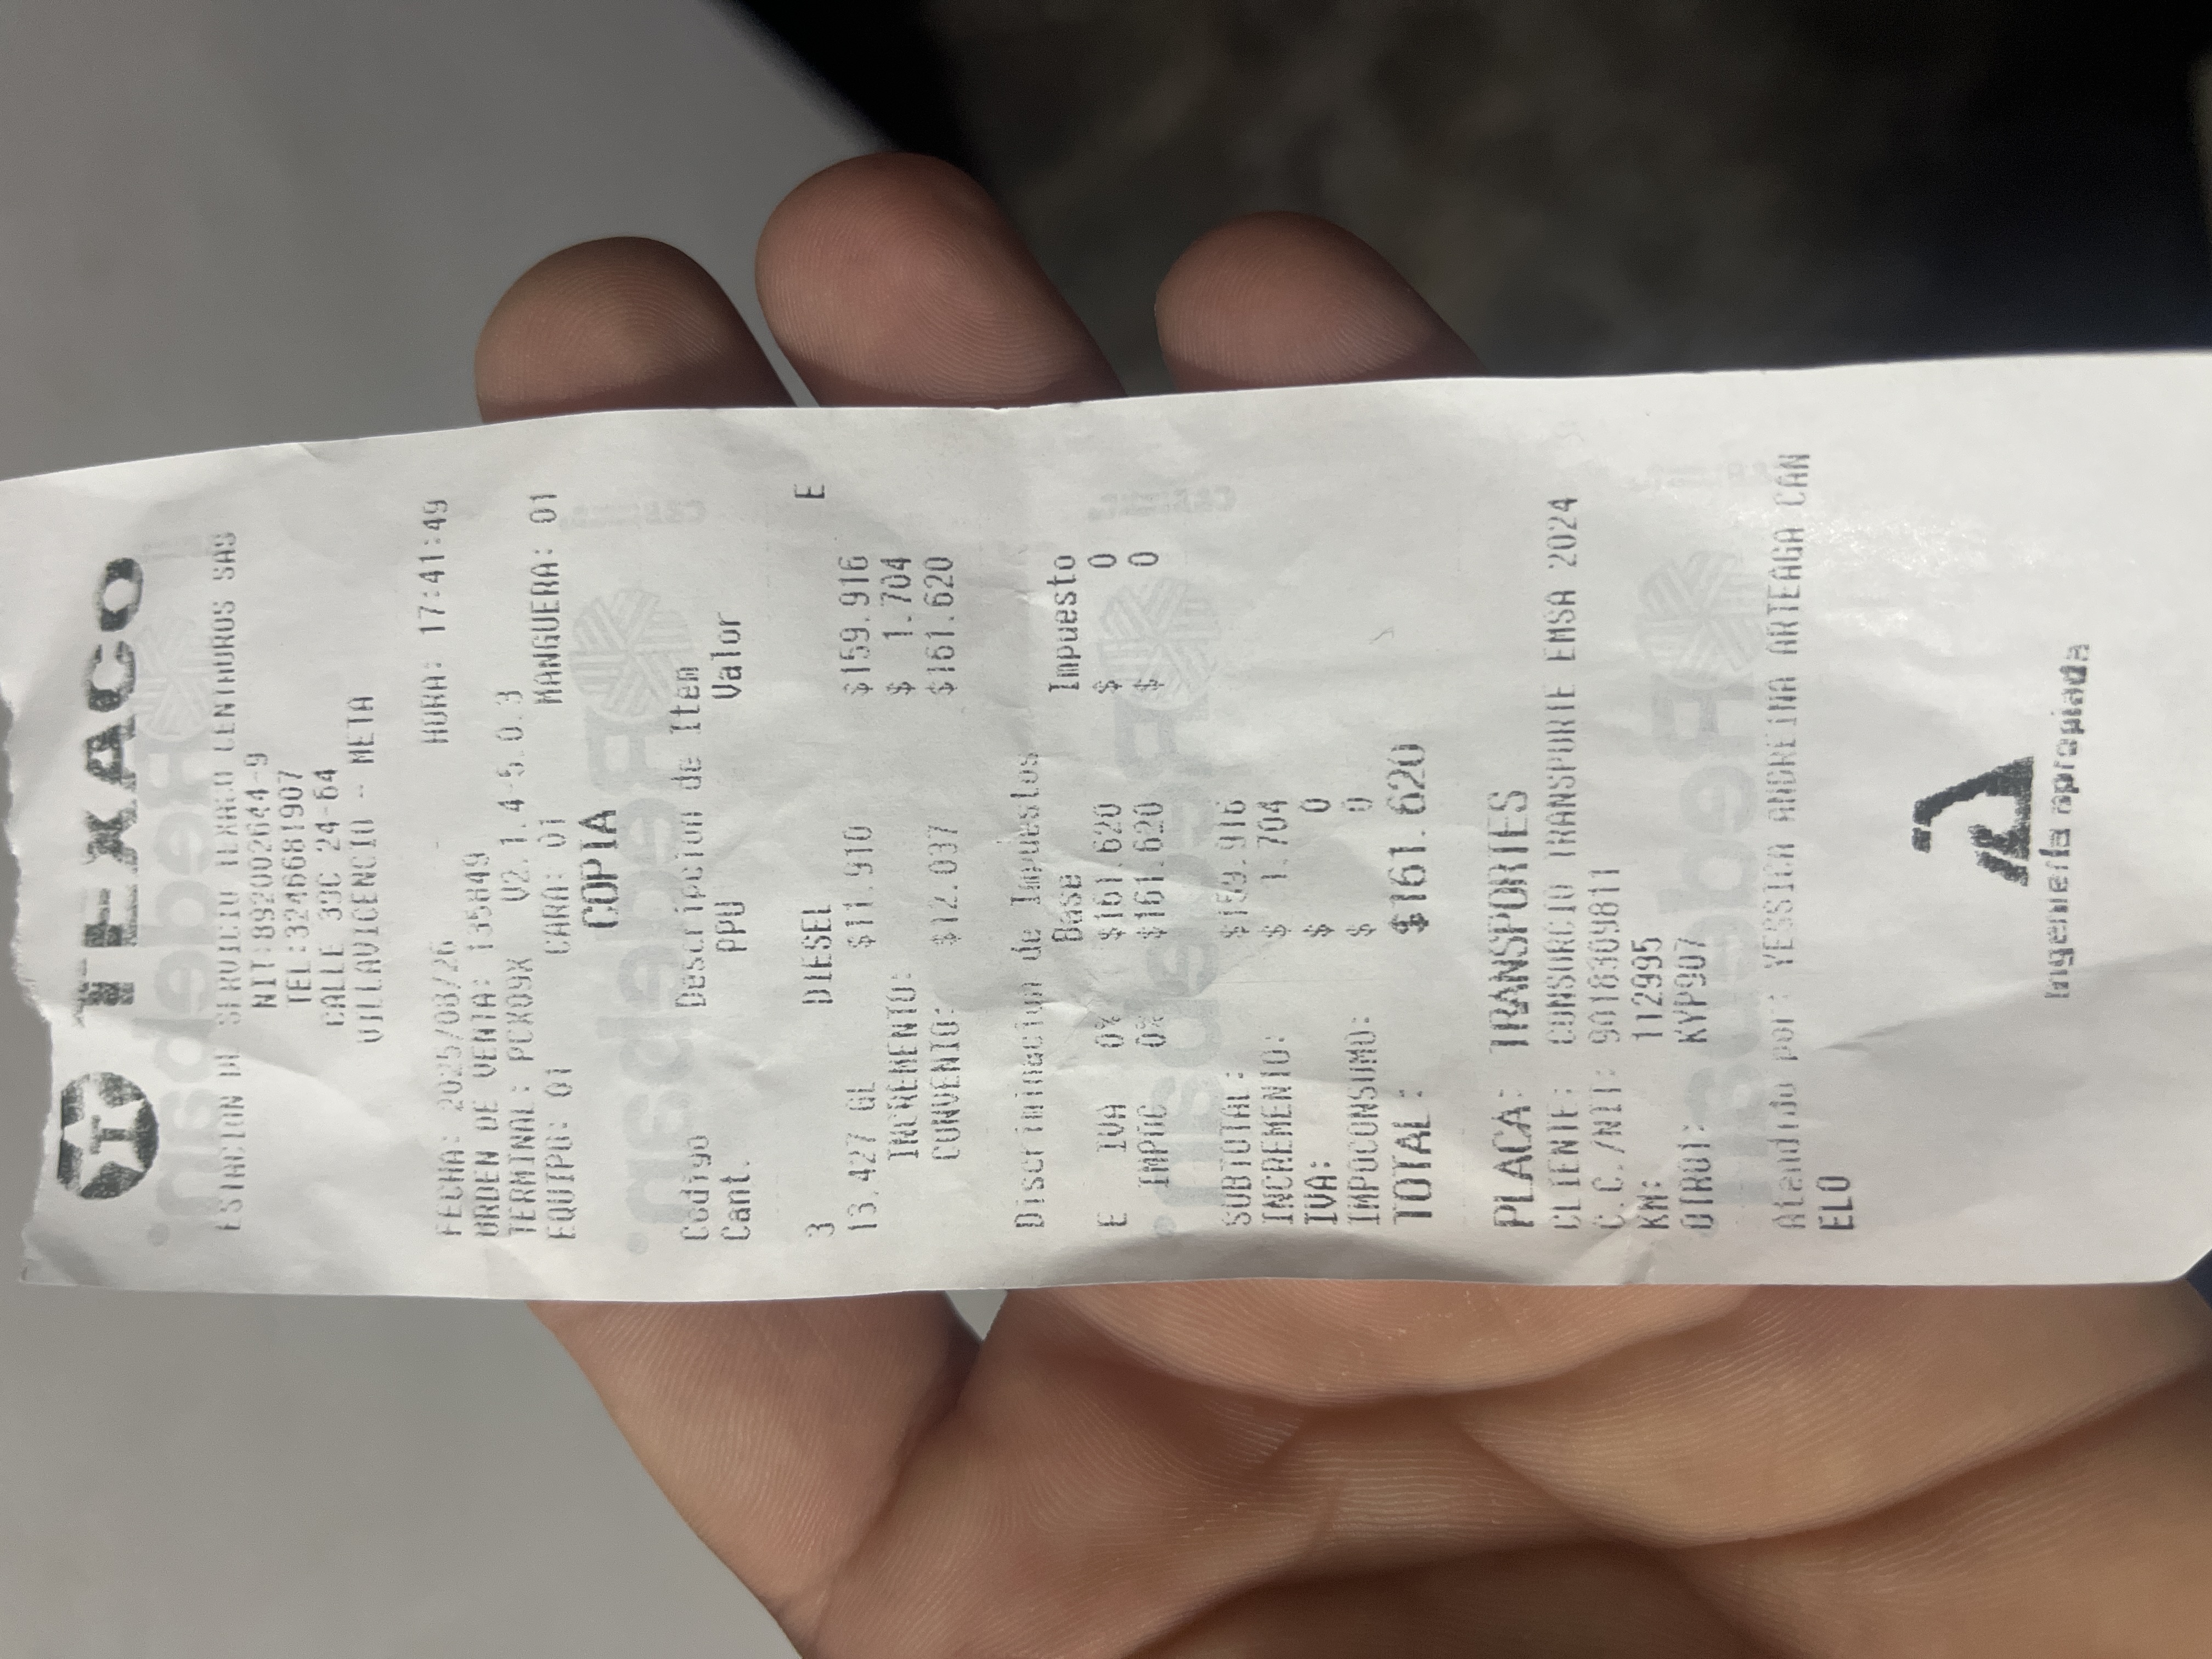 TEXACO
ESTACION DE SERVICIO TEXACO CENTAUROS SAS
NIT:892002644-9
TEL:3246681907
CALLE 33C 24-64
VILLAVICENCIO - META
FECHA: 2025/08/26 HORA: 17:41:49
ORDEN DE VENTA: 135849
TERMINAL: PCX09X V2.1.4-5.0.3
EQUIPO: 01 CARA: 01 MANGUERA: 01
COPIA
Codigo Descripcion de Item
Cant. PPU Valor
3 DIESEL E
13.427 GL $11.910 $159.916
INCREMENTO: $ 1.704
CONVENIO: $12.037 $161.620
Discriminacion de Impuestos
Base Impuesto
E IVA 0% $161.620 $ 0
IMPOC 0% $161.620 $ 0
SUBTOTAL: $159.916
INCREMENTO: $ 1.704
IVA: $ 0
IMPOCONSUMO: $ 0
TOTAL: $161.620
PLACA: TRANSPORTES
CLIENTE: CONSORCIO TRANSPORTE EMSA 2024
C.C./NIT: 901836981
KM: 112995
OTRO1: KYP907
Atendido por: YESSICA ANDREINA ARTEAGA CAN
ELO
Ingeniería apropiada